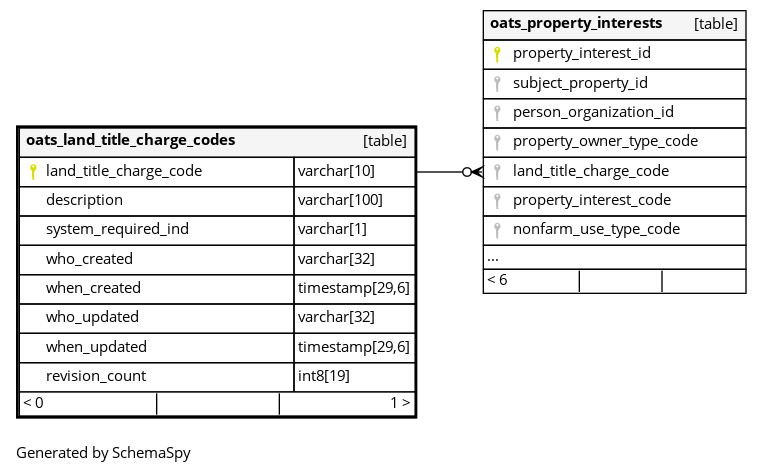 oats_property_interests [table]
property_interest_id
subject_property_id
person_organization_id
property_owner_type_code
land_title_charge_code
property_interest_code
nonfarm_use_type_code
...
< 6
oats_land_title_charge_codes [table]
land_title_charge_code varchar[10]
description varchar[100]
system_required_ind varchar[1]
who_created varchar[32]
when_created timestamp[29,6]
who_updated varchar[32]
when_updated timestamp[29,6]
revision_count int8[19]
< 0 1 >
Generated by SchemaSpy